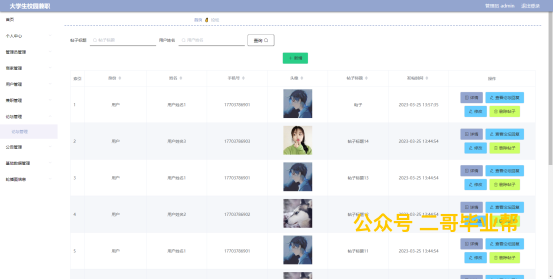 大学生校园兼职
管理员 admin 退出登录
首页
个人中心
管理员管理
商家管理
用户管理
兼职管理
论坛管理
论坛管理
公告管理
基础数据管理
轮播图信息
帖子标题 帖子标题 用户姓名 用户姓名 查询
+ 新增
索引 身份 姓名 手机号 头像 帖子标题 发帖时间 操作
1 用户 用户姓名1 17703786901 帖子 2023-03-25 13:51:35 详情 查看论坛回复 修改 删除帖子
2 用户 用户姓名3 17703786903 帖子标题14 2023-03-25 13:44:54 详情 查看论坛回复 修改 删除帖子
3 用户 用户姓名1 17703786901 帖子标题13 2023-03-25 13:44:54 详情 查看论坛回复 修改 删除帖子
4 用户 用户姓名2 17703786902 2023-03-25 13:44:54 详情 查看论坛回复 修改 删除帖子
公众号 二哥毕业帮
5 用户 用户姓名1 17703786901 帖子标题11 2023-03-25 13:44:54 详情 查看论坛回复 修改 删除帖子
详情 查看论坛回复